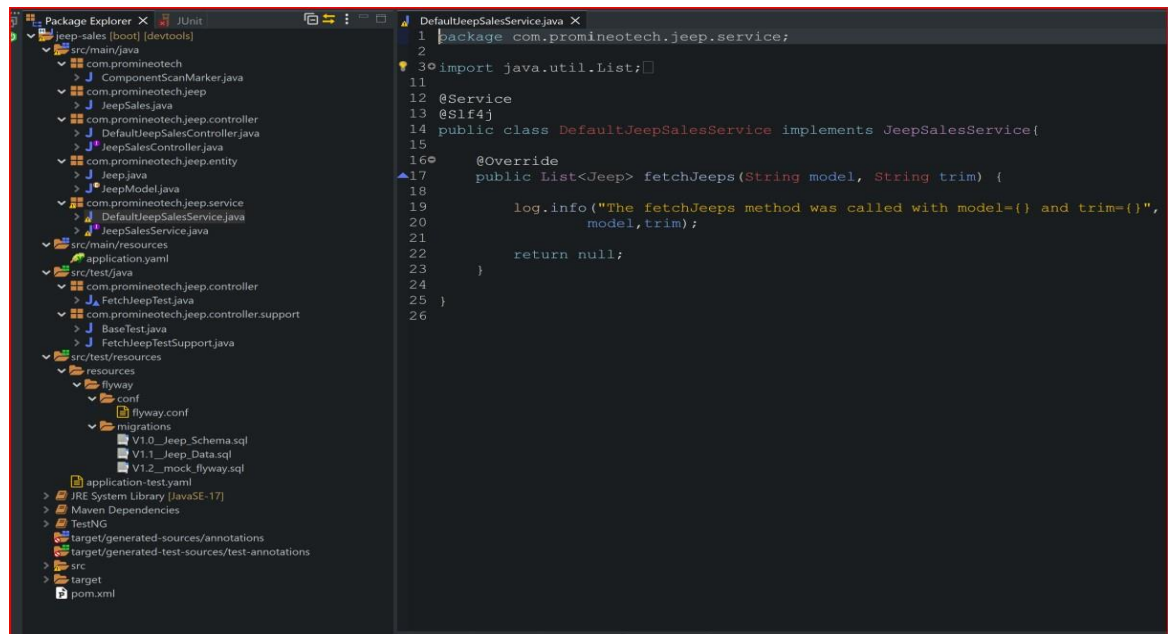 Package Explorer
JUnit
jeep-sales [boot] [devtools]
src/main/java
com.promineotech
ComponentScanMarker.java
com.promineotech.jeep
JeepSales.java
com.promineotech.jeep.controller
DefaultJeepSalesController.java
JeepSalesController.java
com.promineotech.jeep.entity
Jeep.java
JeepModel.java
com.promineotech.jeep.service
DefaultJeepSalesService.java
JeepSalesService.java
src/main/resources
application.yaml
src/test/java
com.promineotech.jeep.controller
FetchJeepTest.java
com.promineotech.jeep.controller.support
BaseTest.java
FetchJeepTestSupport.java
src/test/resources
resources
flyway
conf
flyway.conf
migrations
V1.0__Jeep_Schema.sql
V1.1__Jeep_Data.sql
V1.2__mock_flyway.sql
application-test.yaml
JRE System Library [JavaSE-17]
Maven Dependencies
TestNG
target/generated-sources/annotations
target/generated-test-sources/test-annotations
src
target
pom.xml
DefaultJeepSalesService.java
1 package com.promineotech.jeep.service;
2
3 import java.util.List;
11
12 @Service
13 @Slf4j
14 public class DefaultJeepSalesService implements JeepSalesService{
15
16 @Override
17 public List<Jeep> fetchJeeps(String model, String trim) {
18
19 log.info("The fetchJeeps method was called with model={} and trim={}",
20 model,trim);
21
22 return null;
23 }
24
25 }
26